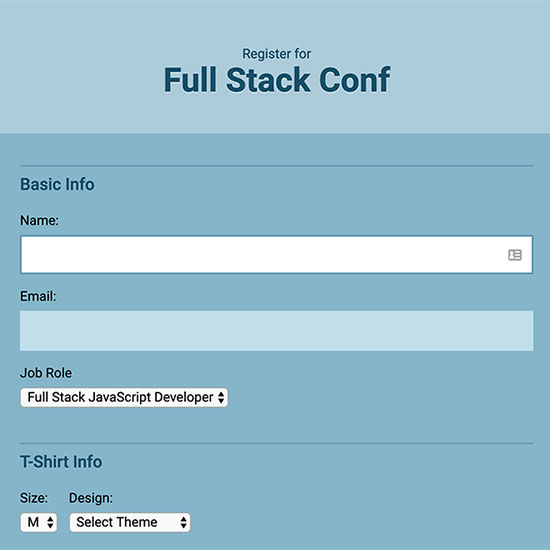 Register for
Full Stack Conf
Basic Info
Name:
Email:
Job Role
Full Stack JavaScript Developer
T-Shirt Info
Size: Design:
M Select Theme